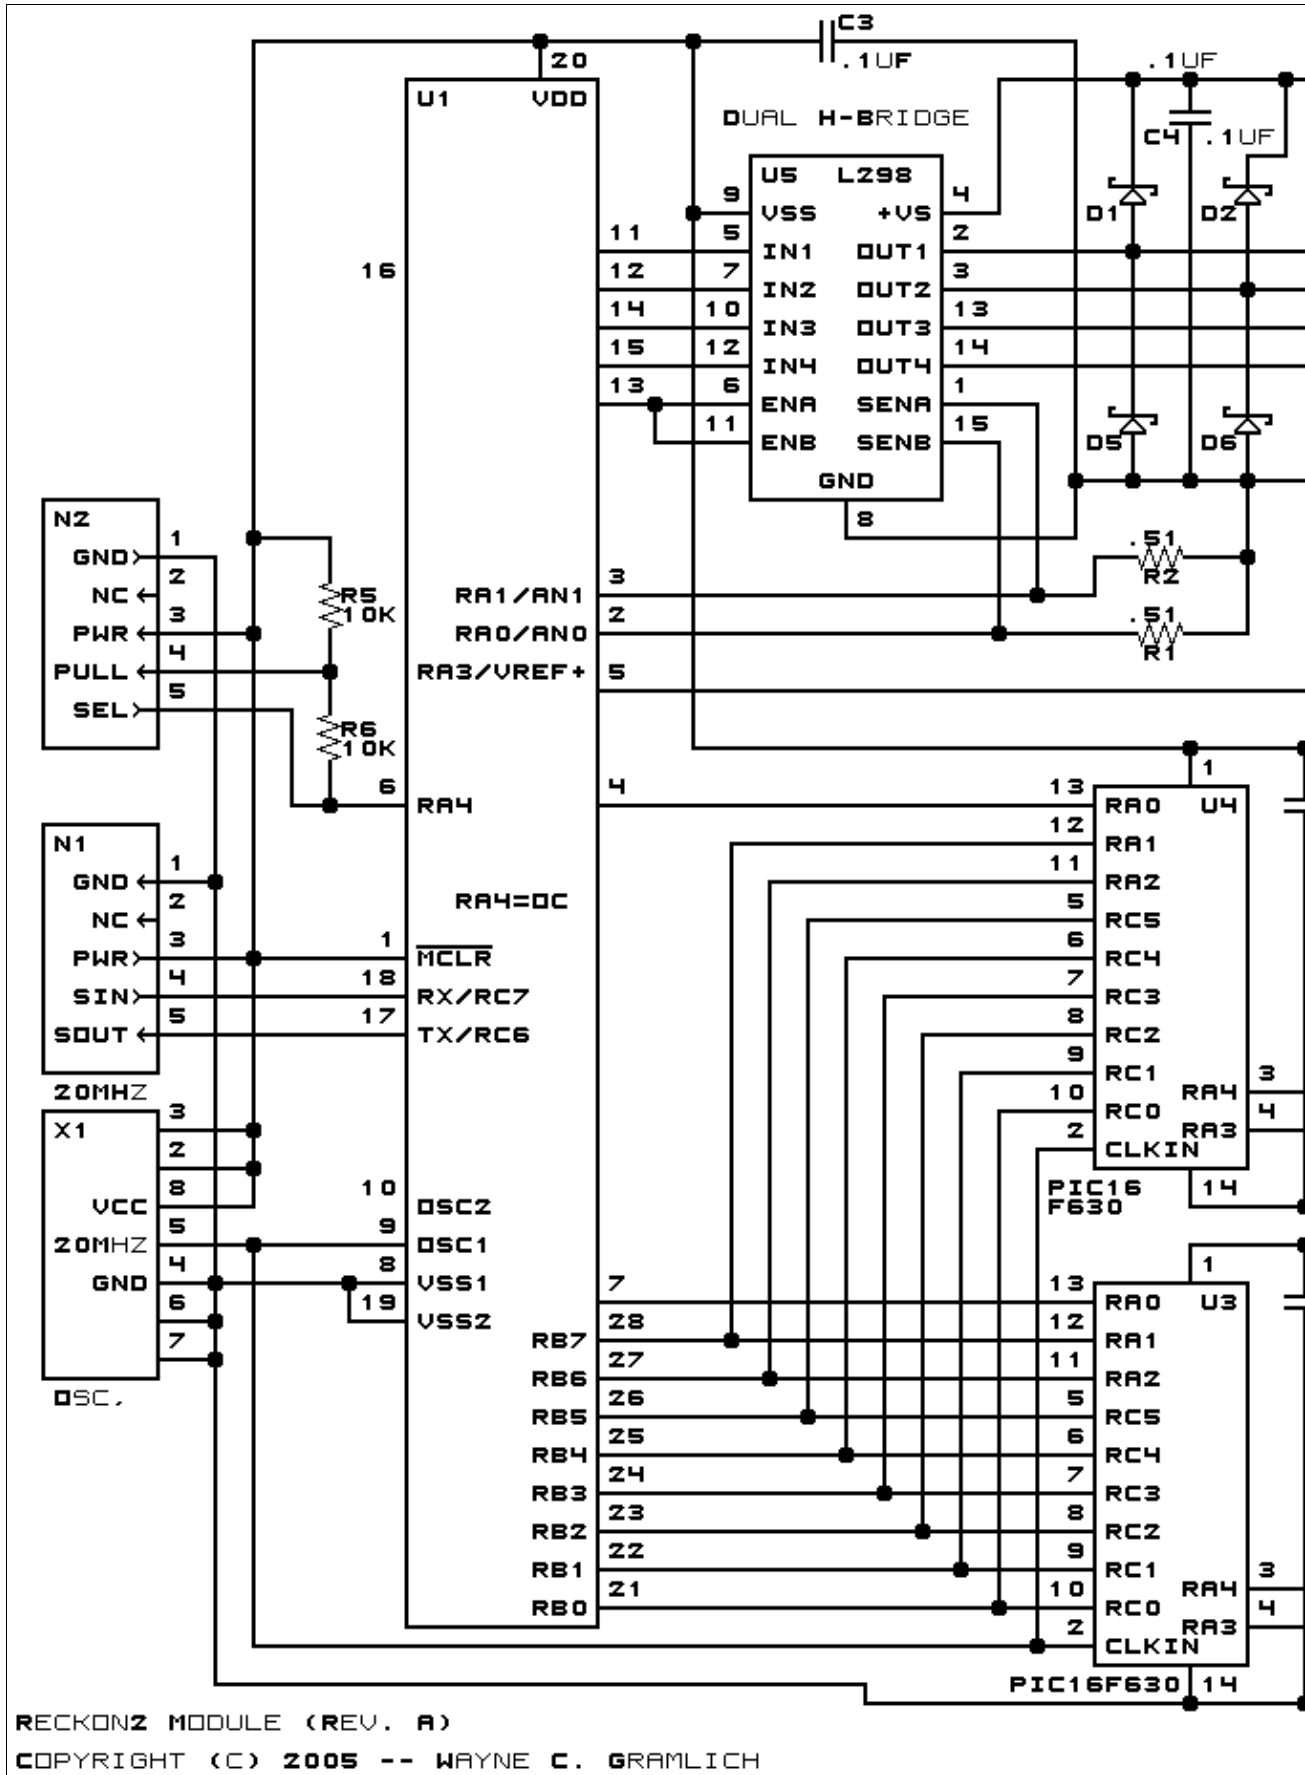 C3
.1UF
20
U1 VDD
.1UF
DUAL H-BRIDGE
C4 .1UF
U5 L298
9 VSS +VS 4
D1 D2
11 5 IN1 OUT1 2
16
12 7 IN2 OUT2 3
14 10 IN3 OUT3 13
15 12 IN4 OUT4 14
13 6 ENA SENA 1
11 ENB SENB 15
D5 D6
GND
8
N2
GND> 1
NC< 2
PWR< 3
PULL< 4
SEL> 5
R5
10K
R6
10K
.51
R2
.51
R1
RA1/AN1 3
RA0/AN0 2
RA3/VREF+ 5
6 RA4 4
RA4=OC
1 MCLR
18 RX/RC7
17 TX/RC6
N1
GND← 1
NC← 2
PWR> 3
SIN> 4
SOUT← 5
20MHZ
X1
3
2
VCC 8
20MHZ 5
GND 4
6
7
OSC,
10 OSC2
9 OSC1
8 VSS1
19 VSS2
1
U4
13 RA0
12 RA1
11 RA2
5 RC5
6 RC4
7 RC3
8 RC2
9 RC1
10 RC0
2 CLKIN
RA4 3
RA3 4
PIC16
F630
14
7
RB7 28
RB6 27
RB5 26
RB4 25
RB3 24
RB2 23
RB1 22
RB0 21
1
U3
13 RA0
12 RA1
11 RA2
5 RC5
6 RC4
7 RC3
8 RC2
9 RC1
10 RC0
2 CLKIN
RA4 3
RA3 4
PIC16F630 14
RECKON2 MODULE (REV. A)
COPYRIGHT (C) 2005 -- WAYNE C. GRAMLICH